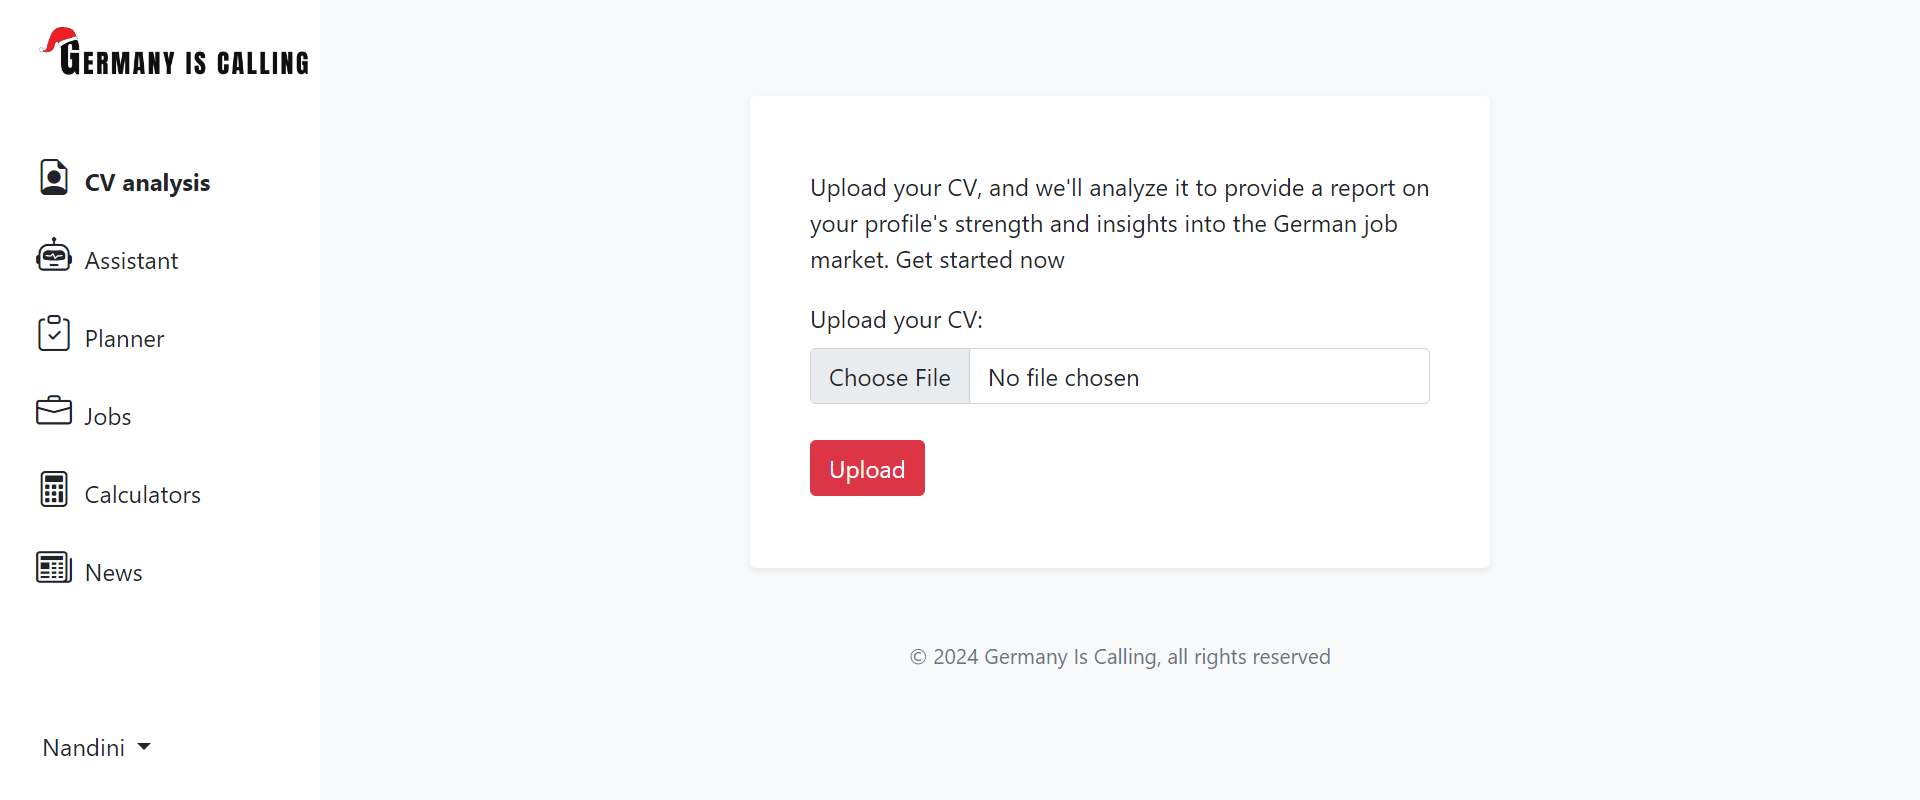 GERMANY IS CALLING
CV analysis
Assistant
Planner
Jobs
Calculators
News
Nandini
Upload your CV, and we'll analyze it to provide a report on
your profile's strength and insights into the German job
market. Get started now
Upload your CV:
Choose File No file chosen
Upload
© 2024 Germany Is Calling, all rights reserved